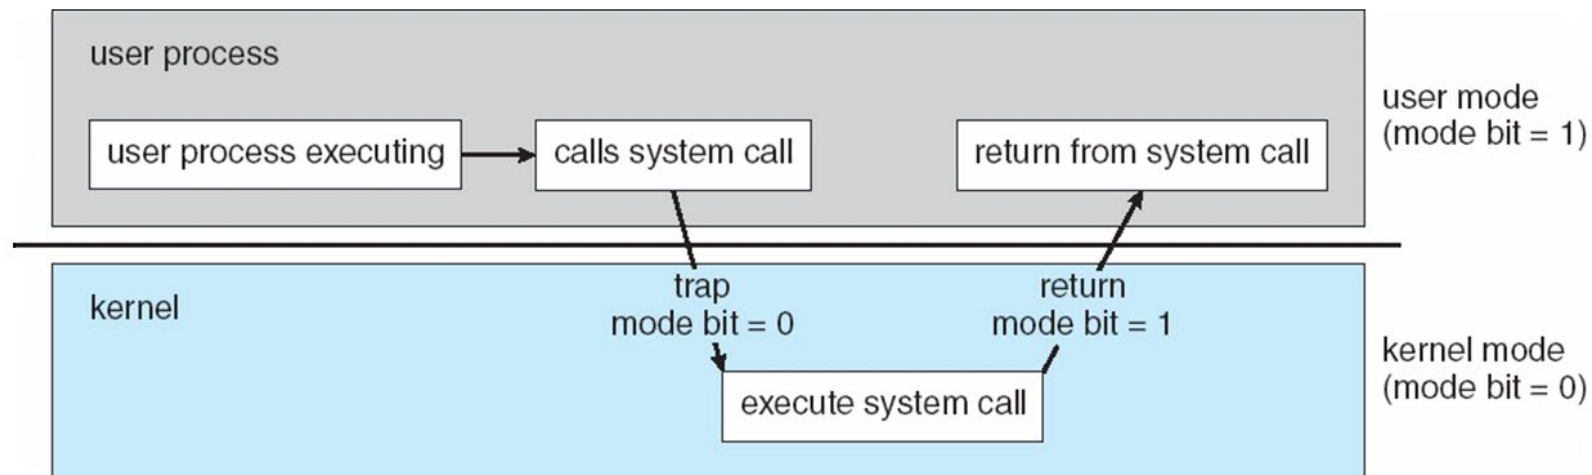 user process
user process executing
calls system call
return from system call
user mode
(mode bit = 1)
kernel
trap
mode bit = 0
return
mode bit = 1
execute system call
kernel mode
(mode bit = 0)